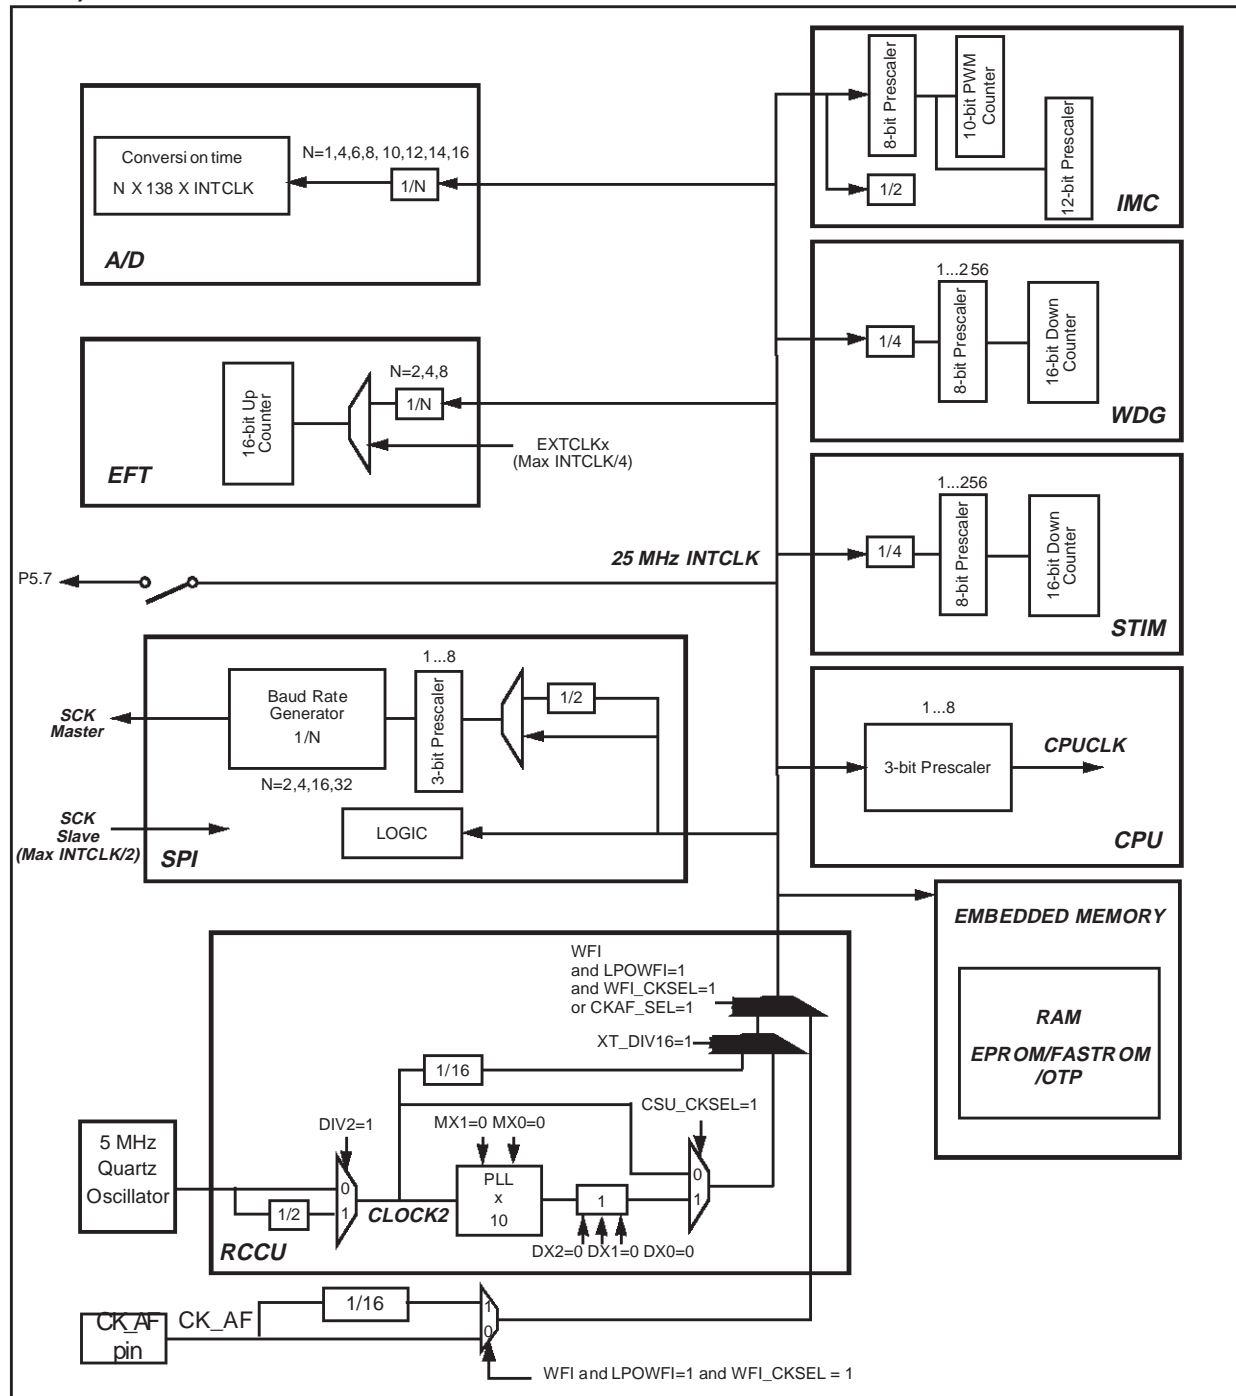 Conversi on time
N X 138 X INTCLK
N=1,4,6,8, 10,12,14,16
1/N
A/D
8-bit Prescaler
10-bit PWM
Counter
12-bit Prescaler
1/2
IMC
1...2 56
1/4
8-bit Prescaler
16-bit Down
Counter
WDG
16-bit Up
Counter
N=2,4,8
1/N
EXTCLKx
(Max INTCLK/4)
EFT
1...256
1/4
8-bit Prescaler
16-bit Down
Counter
STIM
25 MHz INTCLK
P5.7
1...8
Baud Rate
Generator
1/N
N=2,4,16,32
3-bit Prescaler
1/2
SCK
Master
SCK
Slave
(Max INTCLK/2)
LOGIC
SPI
1...8
3-bit Prescaler
CPUCLK
CPU
EMBEDDED MEMORY
RAM
EPROM/FASTROM
/OTP
WFI
and LPOWFI=1
and WFI_CKSEL=1
or CKAF_SEL=1
XT_DIV16=1
1/16
CSU_CKSEL=1
DIV2=1
MX1=0 MX0=0
5 MHz
Quartz
Oscillator
0
1
1/2
CLOCK2
PLL
x
10
1
0
1
DX2=0 DX1=0 DX0=0
RCCU
1/16
CK_AF
pin
CK_AF
1
0
WFI and LPOWFI=1 and WFI_CKSEL = 1